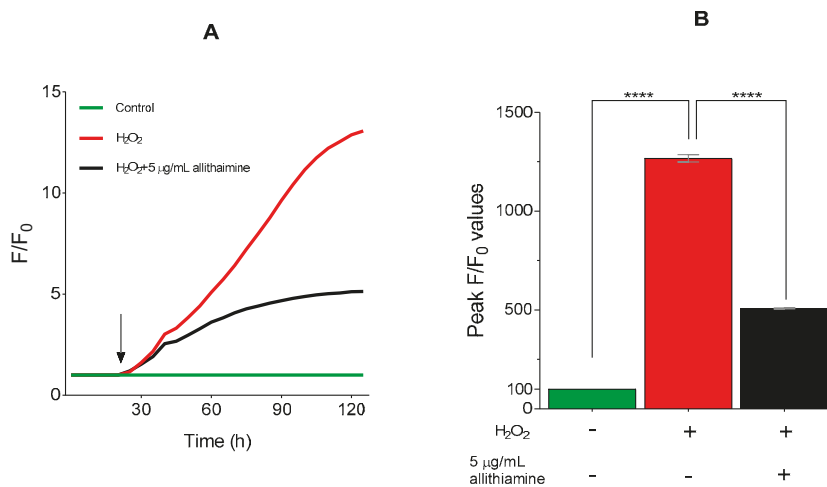 A
15
10
5
0
F/F₀
30
60
90
120
Time (h)
Control
H₂O₂
H₂O₂+5 μg/mL allithaimine
B
****
****
1500
1000
500
100
0
Peak F/F₀ values
H₂O₂ - + +
5 μg/mL
allithiamine - - +